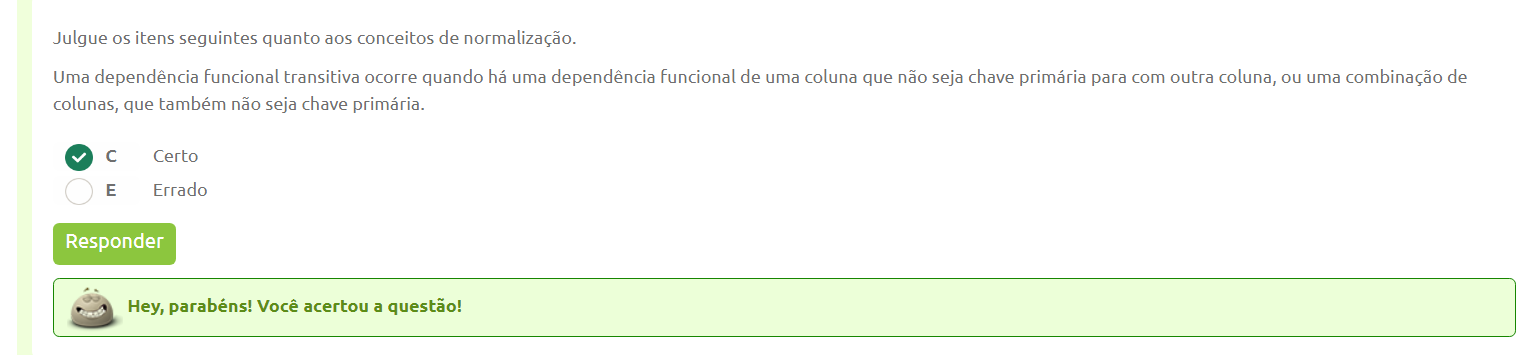 Julgue os itens seguintes quanto aos conceitos de normalização.
Uma dependência funcional transitiva ocorre quando há uma dependência funcional de uma coluna que não seja chave primária para com outra coluna, ou uma combinação de
colunas, que também não seja chave primária.
C Certo
E Errado
Responder
Hey, parabéns! Você acertou a questão!